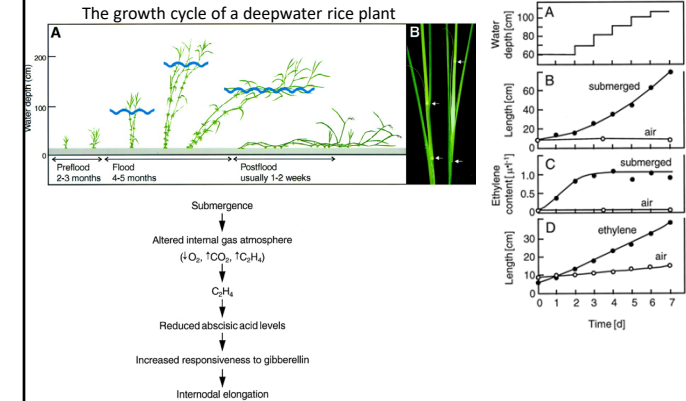 The growth cycle of a deepwater rice plant
A
B
Water depth (cm)
200
100
0
Preflood
2-3 months
Flood
4-5 months
Postflood
usually 1-2 weeks
Submergence
Altered internal gas atmosphere
(↓O₂, ↑CO₂, ↑C₂H₄)
C₂H₄
Reduced abscisic acid levels
Increased responsiveness to gibberellin
Internodal elongation
A
Water
depth [cm]
100
80
60
B
Length [cm]
60
40
20
0
submerged
air
C
Ethylene
content [µl·l⁻¹]
1.0
0.5
0
submerged
air
D
Length [cm]
30
20
10
0
ethylene
air
0 1 2 3 4 5 6 7
Time [d]